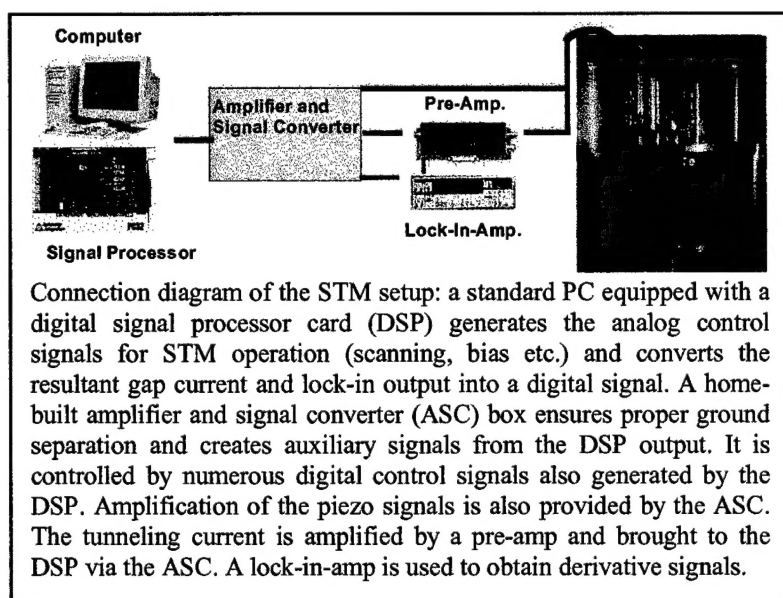 Computer
Amplifier and
Signal Converter
Pre-Amp.
Lock-In-Amp.
Signal Processor
Connection diagram of the STM setup: a standard PC equipped with a
digital signal processor card (DSP) generates the analog control
signals for STM operation (scanning, bias etc.) and converts the
resultant gap current and lock-in output into a digital signal. A home-
built amplifier and signal converter (ASC) box ensures proper ground
separation and creates auxiliary signals from the DSP output. It is
controlled by numerous digital control signals also generated by the
DSP. Amplification of the piezo signals is also provided by the ASC.
The tunneling current is amplified by a pre-amp and brought to the
DSP via the ASC. A lock-in-amp is used to obtain derivative signals.